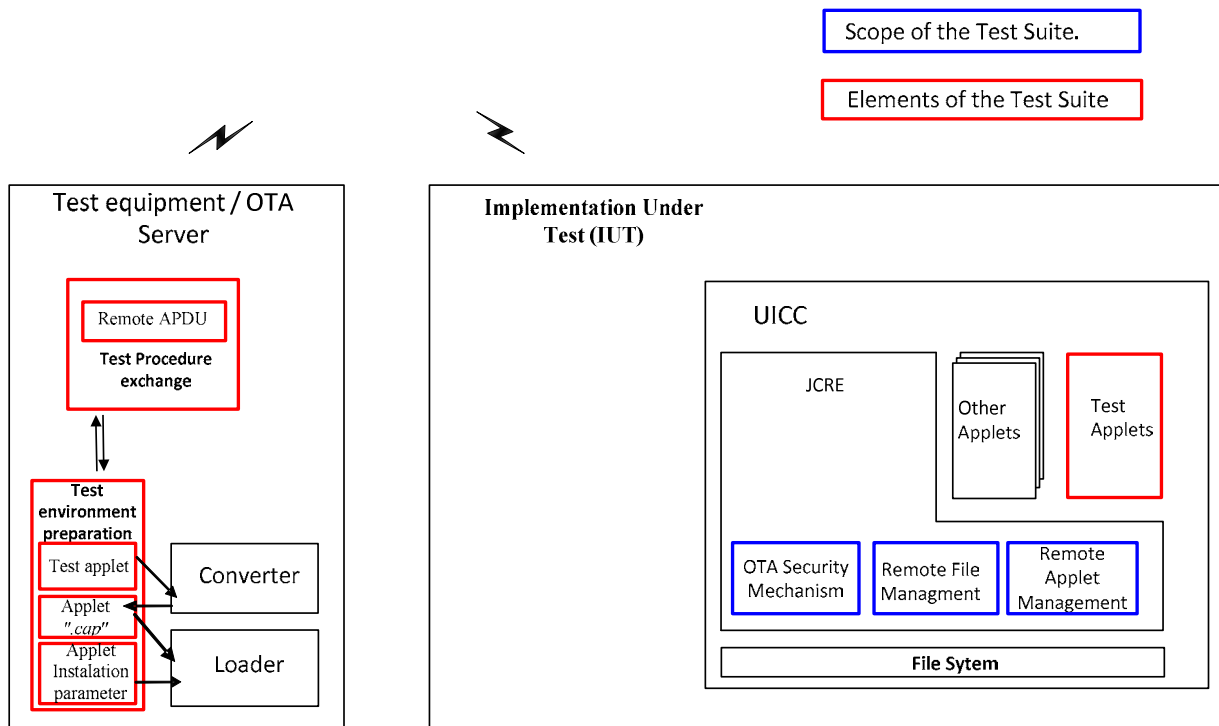 Scope of the Test Suite.
Elements of the Test Suite
Test equipment / OTA
Server
Remote APDU
Test Procedure
exchange
Test
environment
preparation
Test applet
Applet
".cap"
Applet
Instalation
parameter
Converter
Loader
Implementation Under
Test (IUT)
UICC
JCRE
Other
Applets
Test
Applets
OTA Security
Mechanism
Remote File
Managment
Remote
Applet
Management
File Sytem